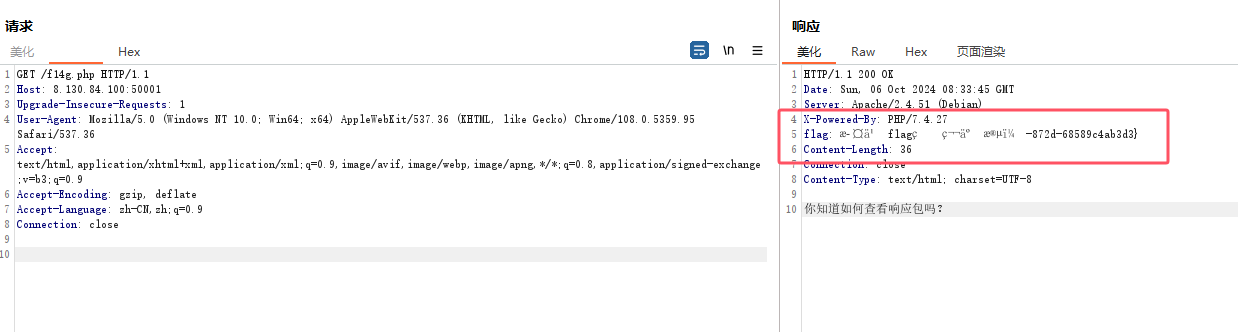 请求
美化
Hex
\n
1 GET /fl4g.php HTTP/1.1
2 Host: 8.130.84.100:50001
3 Upgrade-Insecure-Requests: 1
4 User-Agent: Mozilla/5.0 (Windows NT 10.0; Win64; x64) AppleWebKit/537.36 (KHTML, like Gecko) Chrome/108.0.5359.95
Safari/537.36
5 Accept:
text/html,application/xhtml+xml,application/xml;q=0.9,image/avif,image/webp,image/apng,*/*;q=0.8,application/signed-exchange
;v=b3;q=0.9
6 Accept-Encoding: gzip, deflate
7 Accept-Language: zh-CN,zh;q=0.9
8 Connection: close
9
10
响应
美化 Raw Hex 页面渲染
1 HTTP/1.1 200 OK
2 Date: Sun, 06 Oct 2024 08:33:45 GMT
3 Server: Apache/2.4.51 (Debian)
4 X-Powered-By: PHP/7.4.27
5 flag: flag -872d-68589c4ab3d3}
6 Content-Length: 36
7 Connection: close
8 Content-Type: text/html; charset=UTF-8
9
10 你知道如何查看响应包吗?